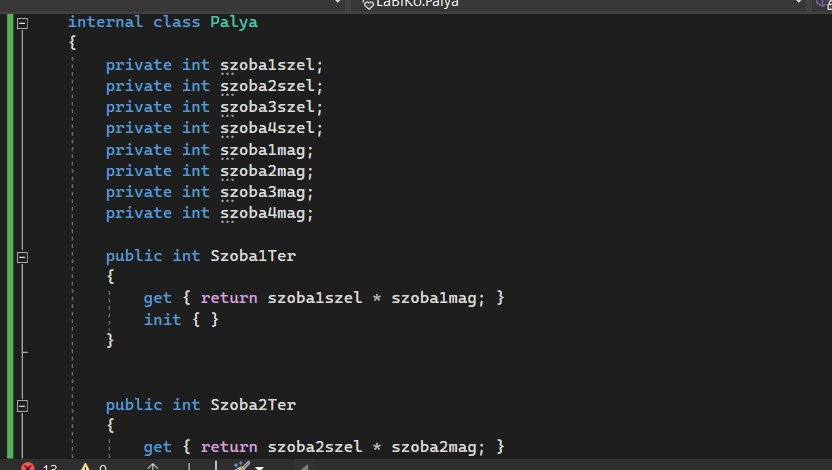 LaBiKo.Palya
internal class Palya
{
private int szoba1szel;
private int szoba2szel;
private int szoba3szel;
private int szoba4szel;
private int szoba1mag;
private int szoba2mag;
private int szoba3mag;
private int szoba4mag;
public int Szoba1Ter
{
get { return szoba1szel * szoba1mag; }
init { }
}
public int Szoba2Ter
{
get { return szoba2szel * szoba2mag; }
13 0